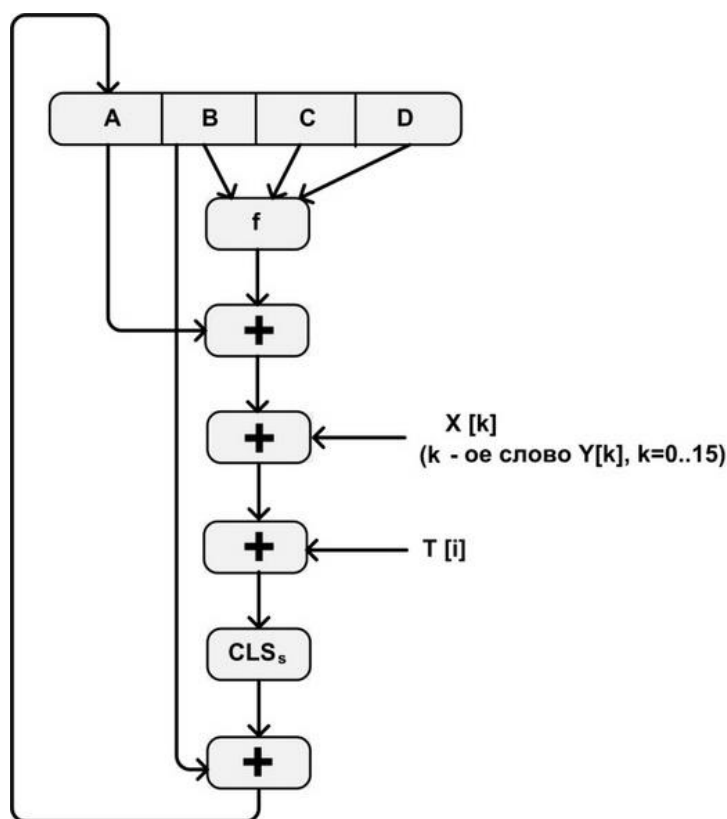 A B C D
f
+
+
X [k]
(k - ое слово Y[k], k=0..15)
+
T [i]
CLSs
+